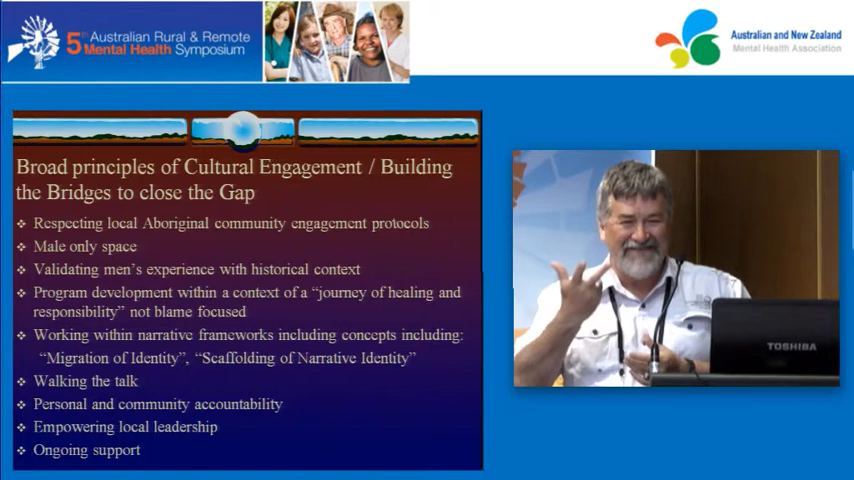 5th Australian Rural & Remote
Mental Health Symposium
Australian and New Zealand
Mental Health Association
Broad principles of Cultural Engagement / Building
the Bridges to close the Gap
Respecting local Aboriginal community engagement protocols
Male only space
Validating men's experience with historical context
Program development within a context of a “journey of healing and
responsibility” not blame focused
Working within narrative frameworks including concepts including:
“Migration of Identity”, “Scaffolding of Narrative Identity”
Walking the talk
Personal and community accountability
Empowering local leadership
Ongoing support
TOSHIBA